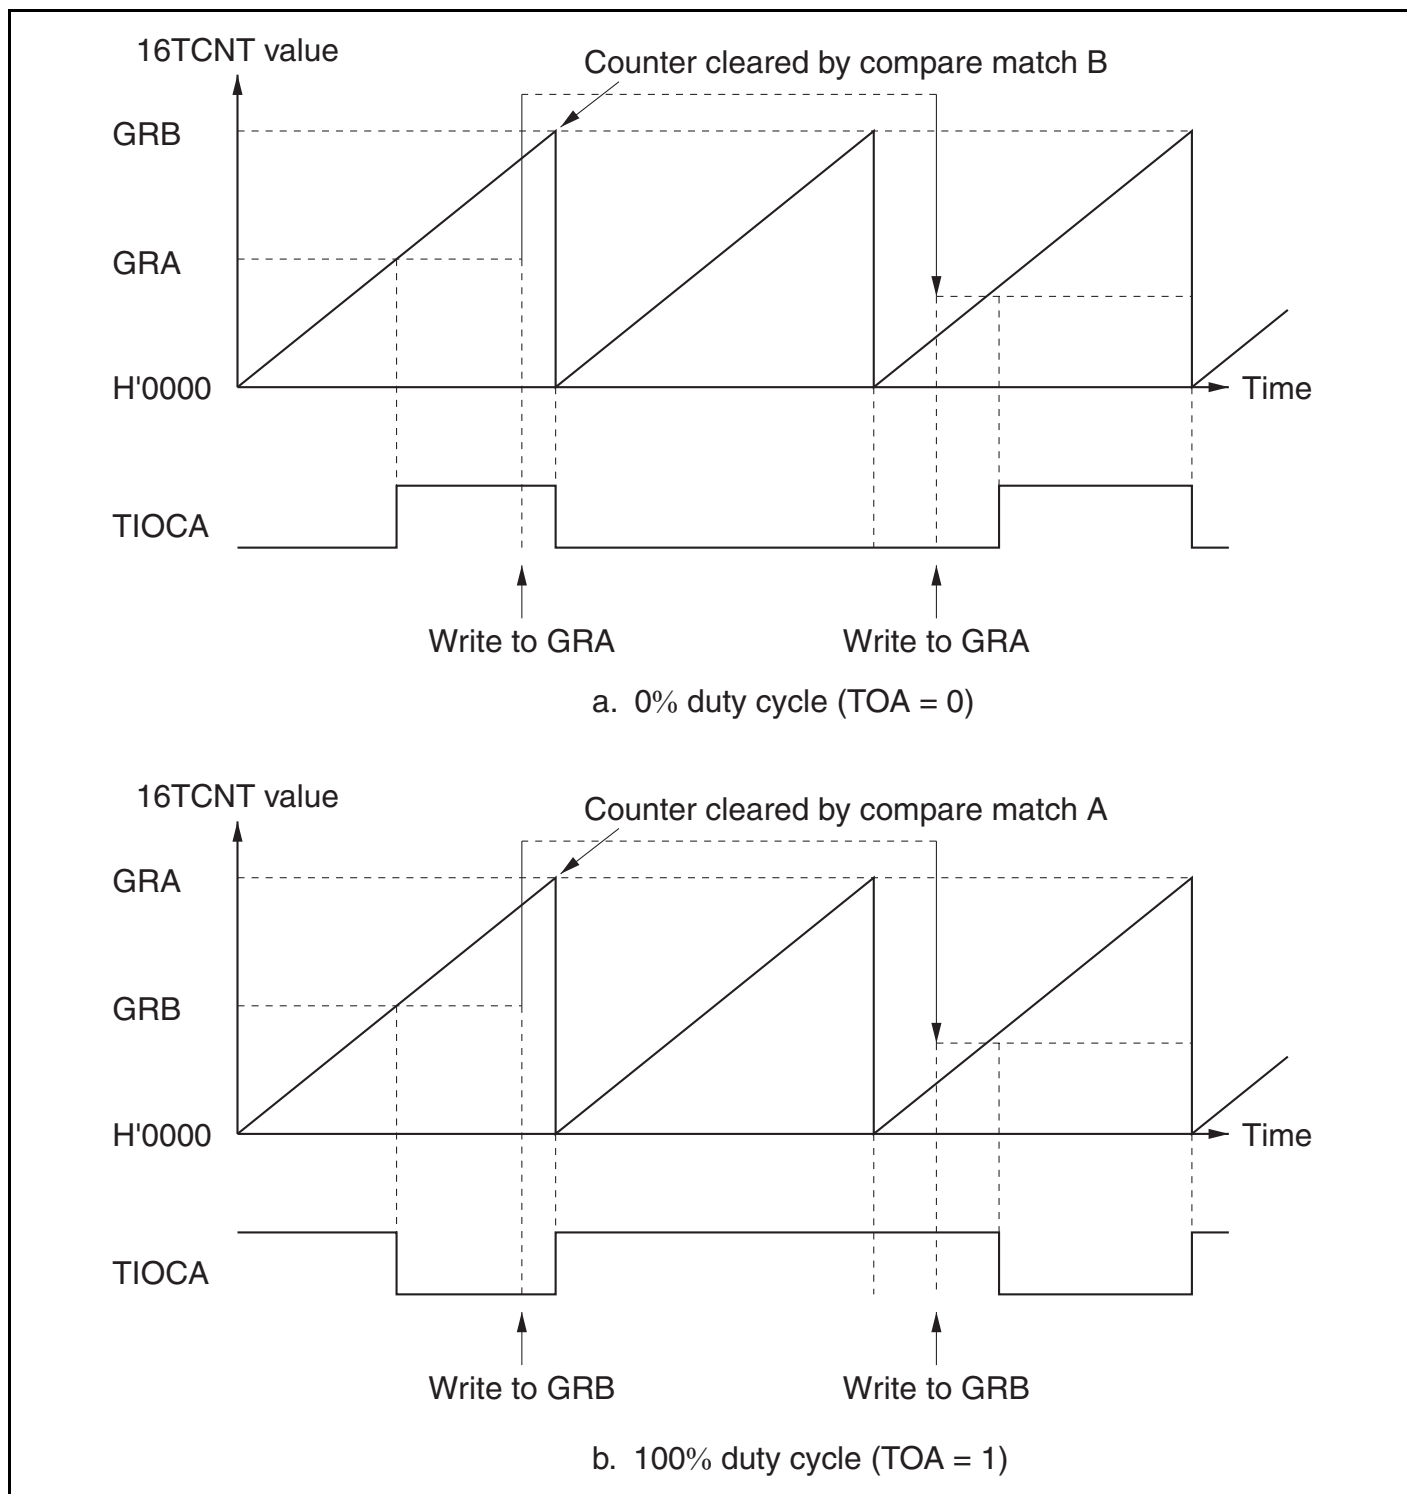 16TCNT value
Counter cleared by compare match B
GRB
GRA
H'0000
Time
TIOCA
Write to GRA
Write to GRA
a. 0% duty cycle (TOA = 0)
16TCNT value
Counter cleared by compare match A
GRA
GRB
H'0000
Time
TIOCA
Write to GRB
Write to GRB
b. 100% duty cycle (TOA = 1)